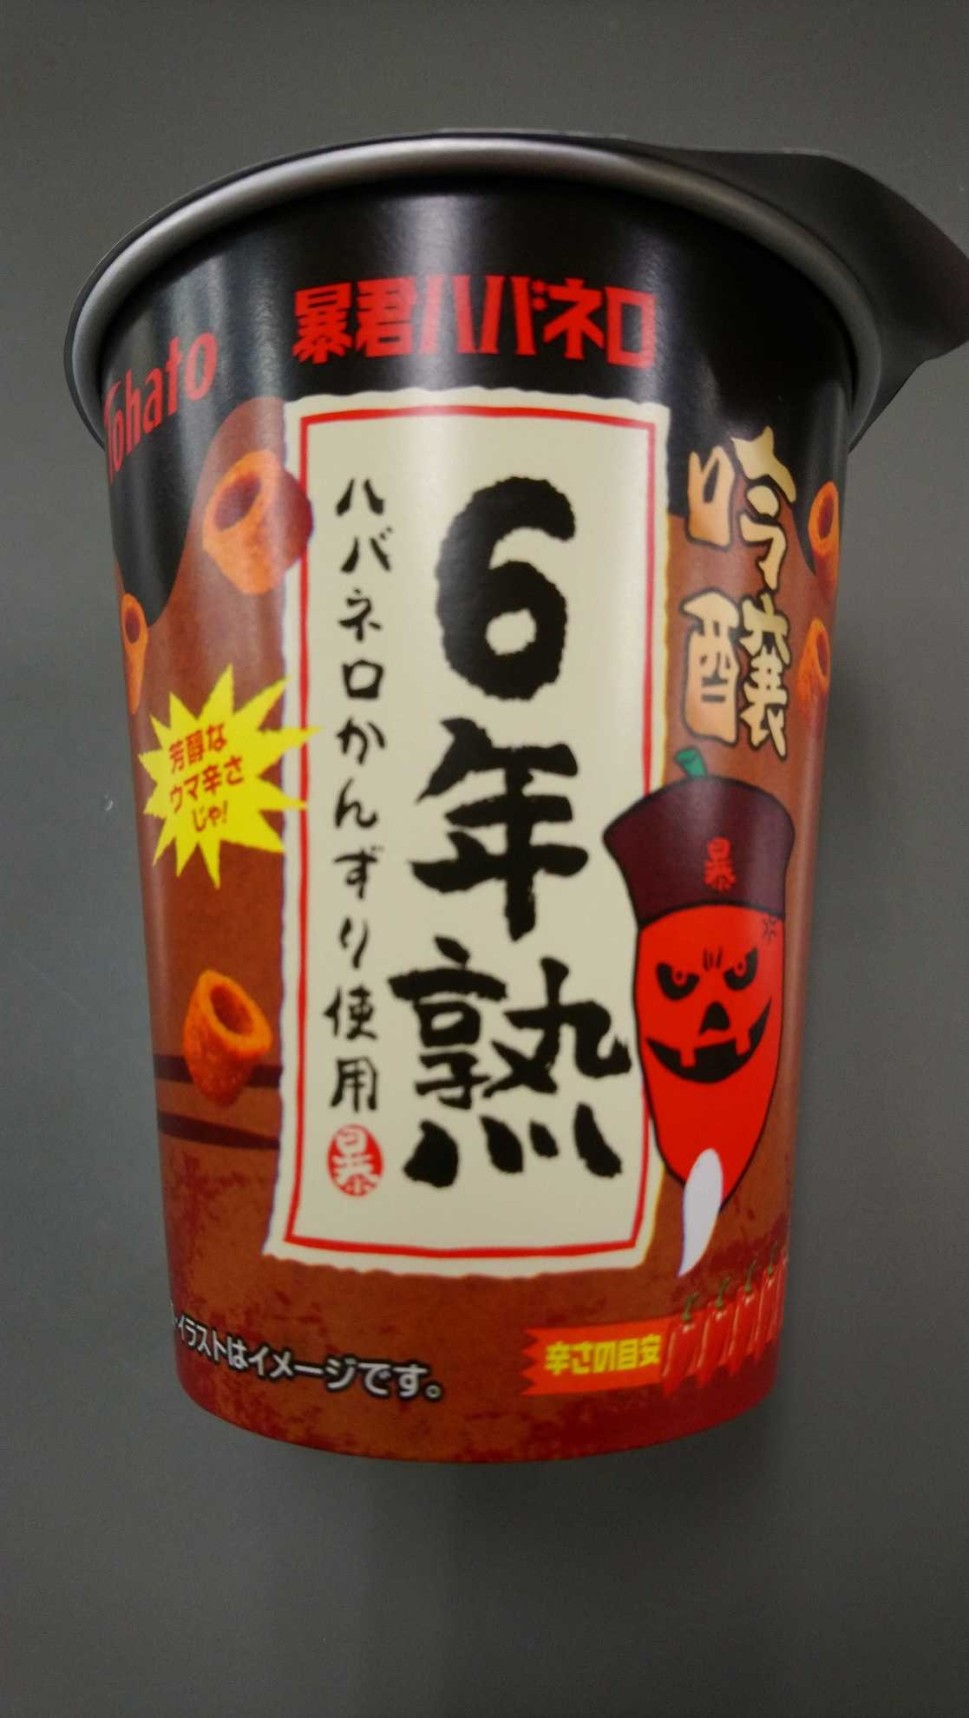 Tohato
暴君ハバネロ
吟醸
6年熟
ハバネロかんずり使用
暴
芳醇な
ウマ辛さ
じゃ!
暴
イラストはイメージです。
辛さの目安